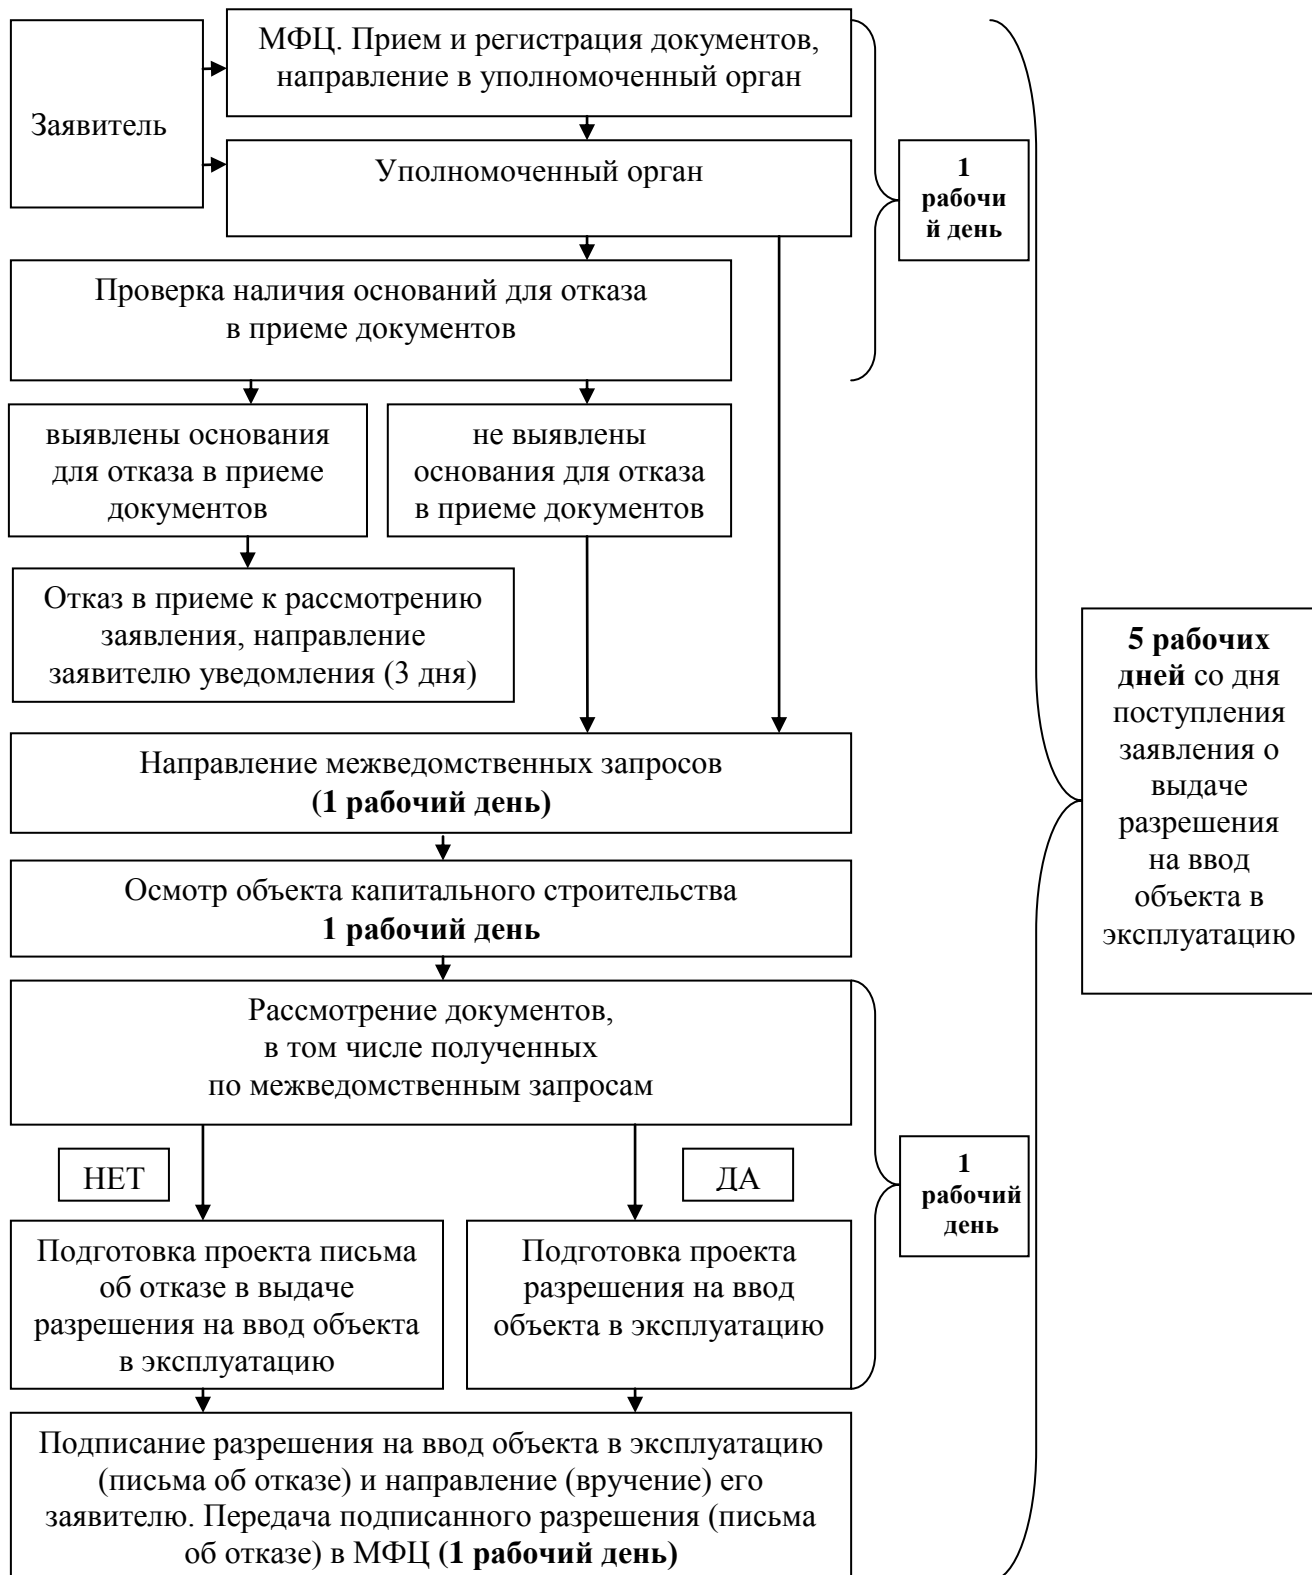 МФЦ. Прием и регистрация документов,
направление в уполномоченный орган
Заявитель
Уполномоченный орган
1
рабочи
й день
Проверка наличия оснований для отказа
в приеме документов
выявлены основания
для отказа в приеме
документов
не выявлены
основания для отказа
в приеме документов
Отказ в приеме к рассмотрению
заявления, направление
заявителю уведомления (3 дня)
5 рабочих
дней со дня
поступления
заявления о
выдаче
разрешения
на ввод
объекта в
эксплуатацию
Направление межведомственных запросов
(1 рабочий день)
Осмотр объекта капитального строительства
1 рабочий день
Рассмотрение документов,
в том числе полученных
по межведомственным запросам
НЕТ
ДА
1
рабочий
день
Подготовка проекта письма
об отказе в выдаче
разрешения на ввод объекта
в эксплуатацию
Подготовка проекта
разрешения на ввод
объекта в эксплуатацию
Подписание разрешения на ввод объекта в эксплуатацию
(письма об отказе) и направление (вручение) его
заявителю. Передача подписанного разрешения (письма
об отказе) в МФЦ (1 рабочий день)